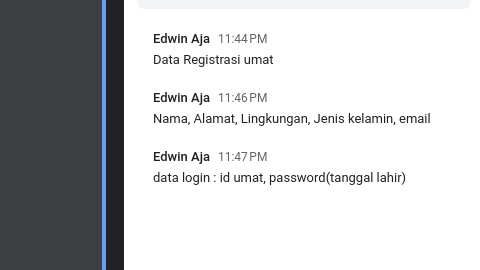 Edwin Aja 11:44 PM
Data Registrasi umat
Edwin Aja 11:46 PM
Nama, Alamat, Lingkungan, Jenis kelamin, email
Edwin Aja 11:47 PM
data login : id umat, password(tanggal lahir)